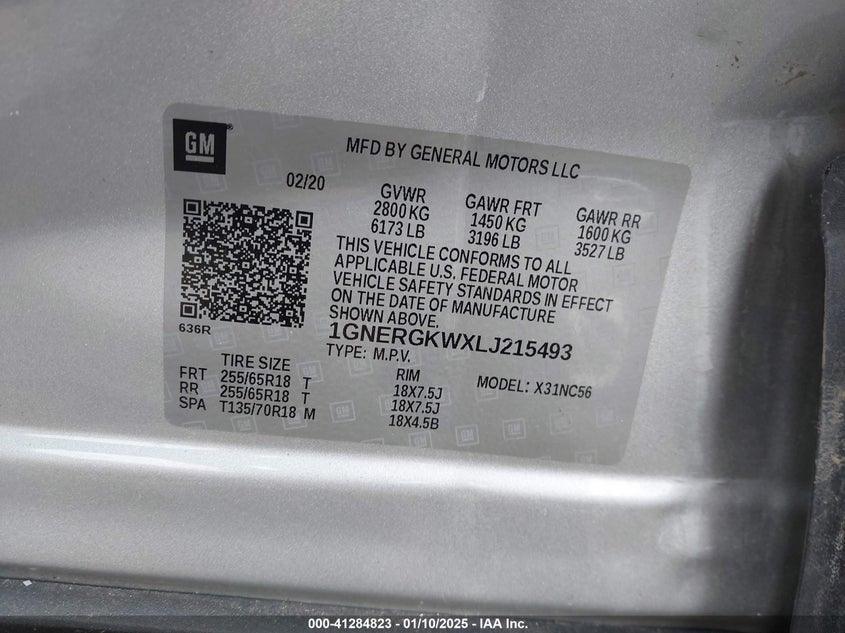 GM
MFD BY GENERAL MOTORS LLC
02/20
GVWR
2800 KG
6173 LB
GAWR FRT
1450 KG
3196 LB
GAWR RR
1600 KG
3527 LB
THIS VEHICLE CONFORMS TO ALL
APPLICABLE U.S. FEDERAL MOTOR
VEHICLE SAFETY STANDARDS IN EFFECT
ON THE DATE OF MANUFACTURE
SHOWN ABOVE.
636R
1GNERGKWXLJ215493
TYPE: M.P.V.
MODEL: X31NC56
TIRE SIZE RIM
FRT 255/65R18 T 18X7.5J
RR 255/65R18 T 18X7.5J
SPA T135/70R18 M 18X4.5B
000-41284823 — 01/10/2025 — IAA Inc.